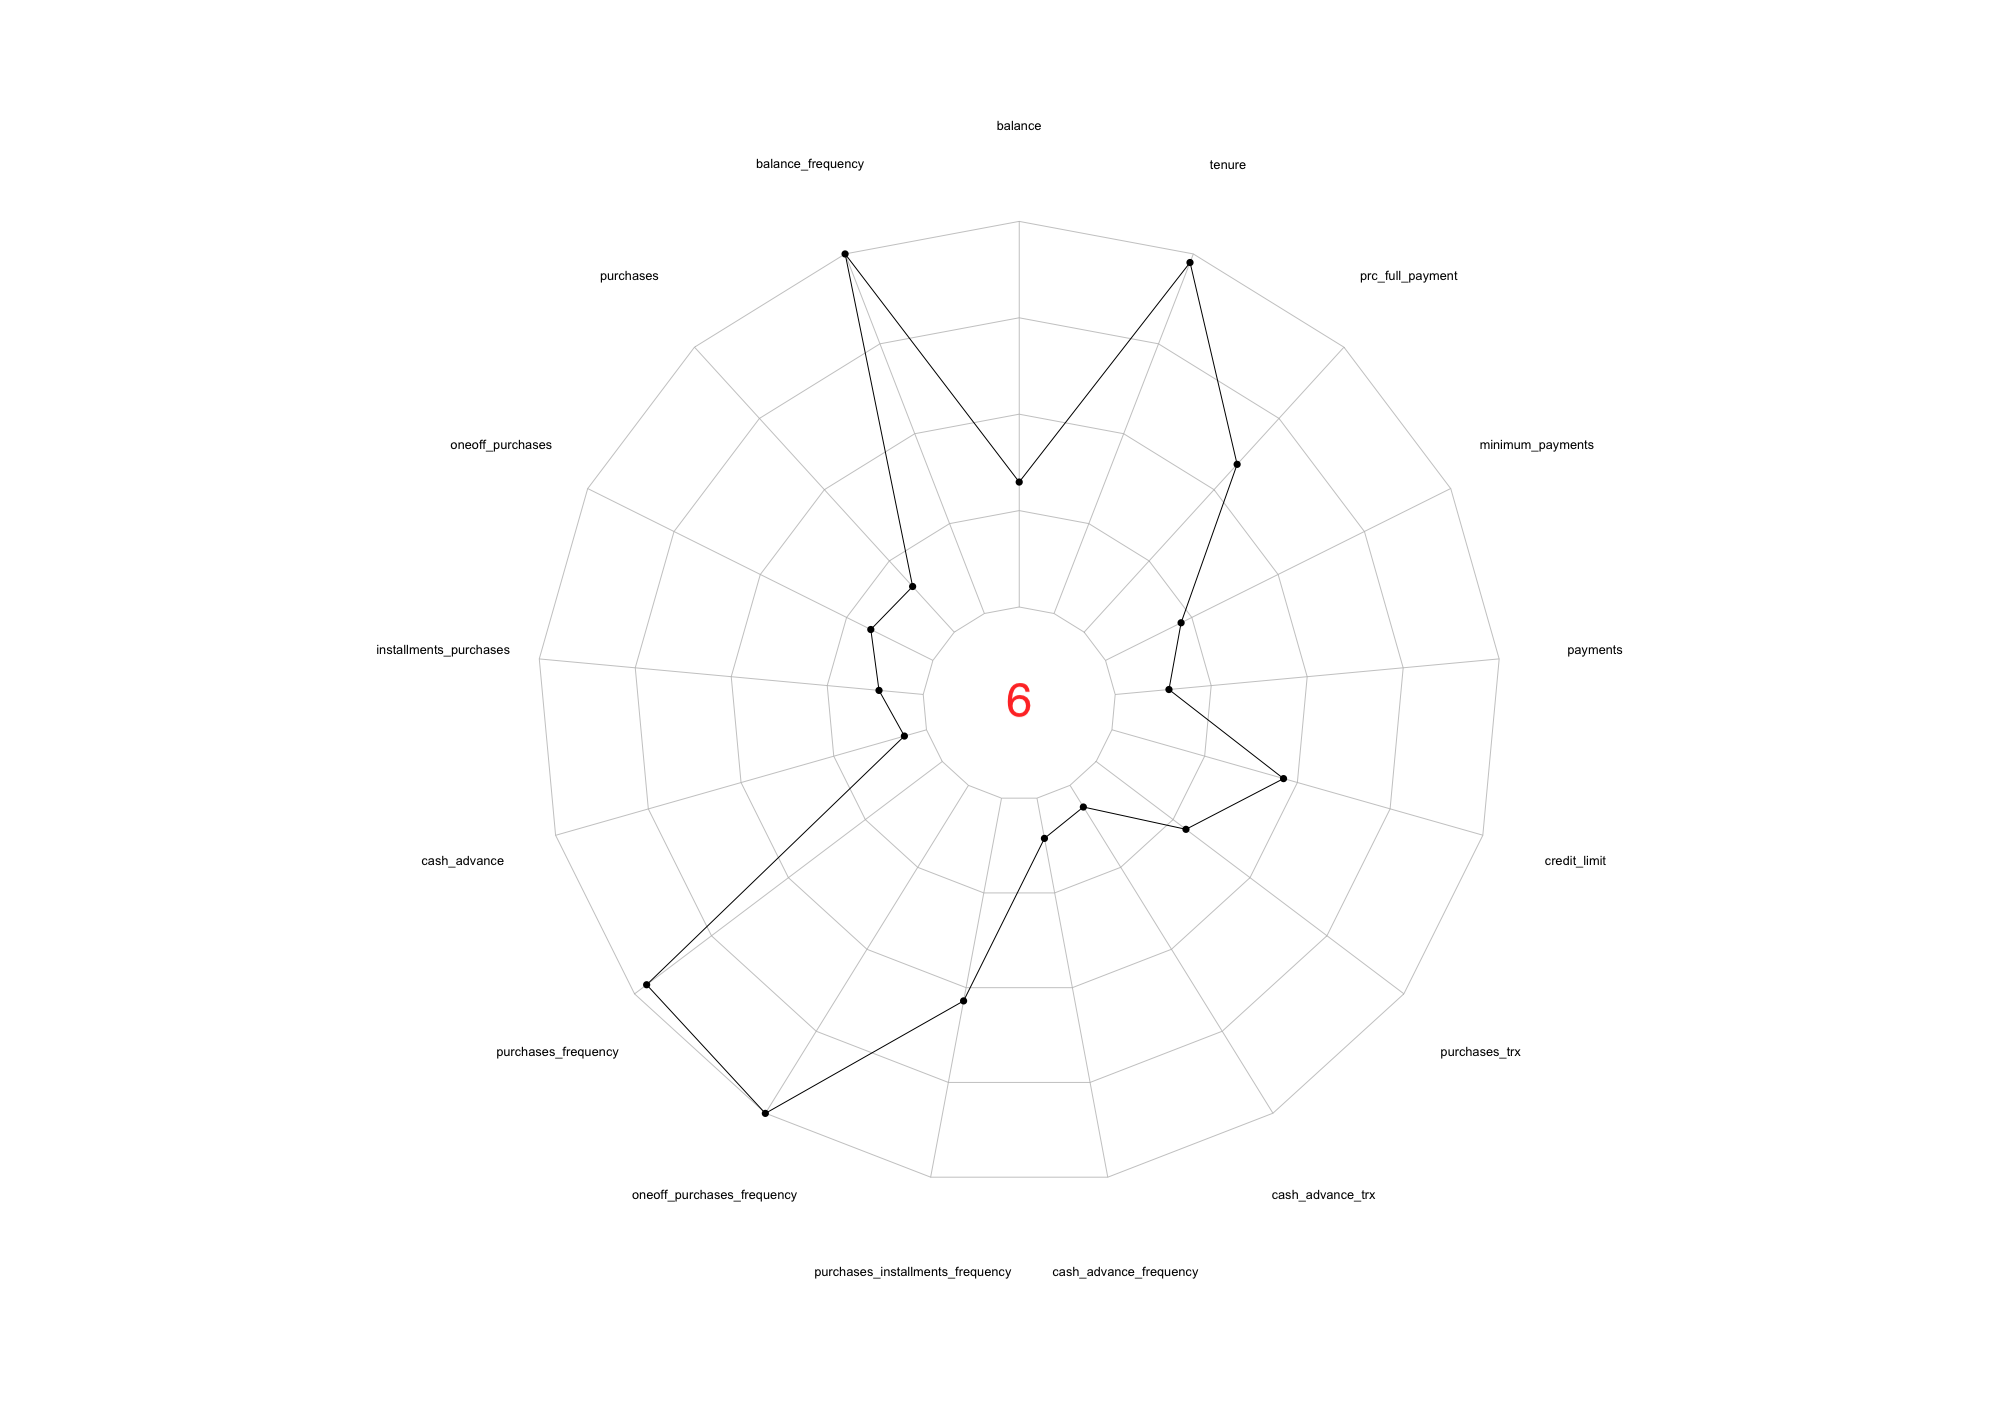 balance
balance_frequency
tenure
purchases
prc_full_payment
oneoff_purchases
minimum_payments
installments_purchases
payments
6
cash_advance
credit_limit
purchases_frequency
purchases_trx
oneoff_purchases_frequency
cash_advance_trx
purchases_installments_frequency
cash_advance_frequency